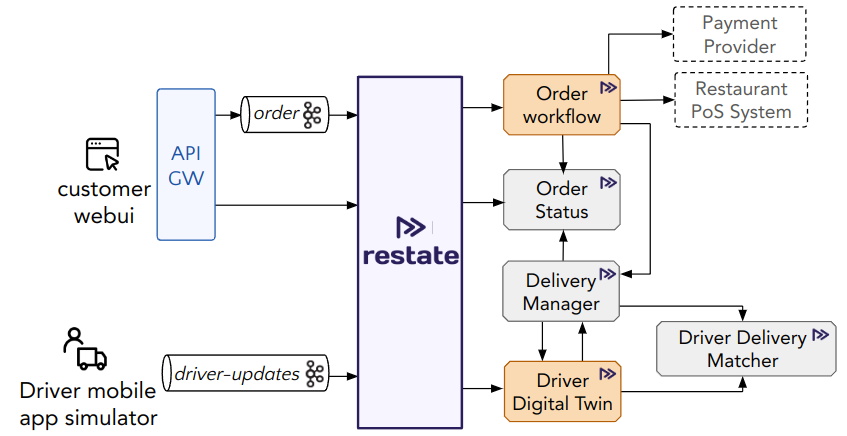 Payment
Provider
Restaurant
PoS System
order
Order
workflow
API
GW
customer
webui
Order
Status
restate
Delivery
Manager
Driver Delivery
Matcher
driver-updates
Driver
Digital Twin
Driver mobile
app simulator